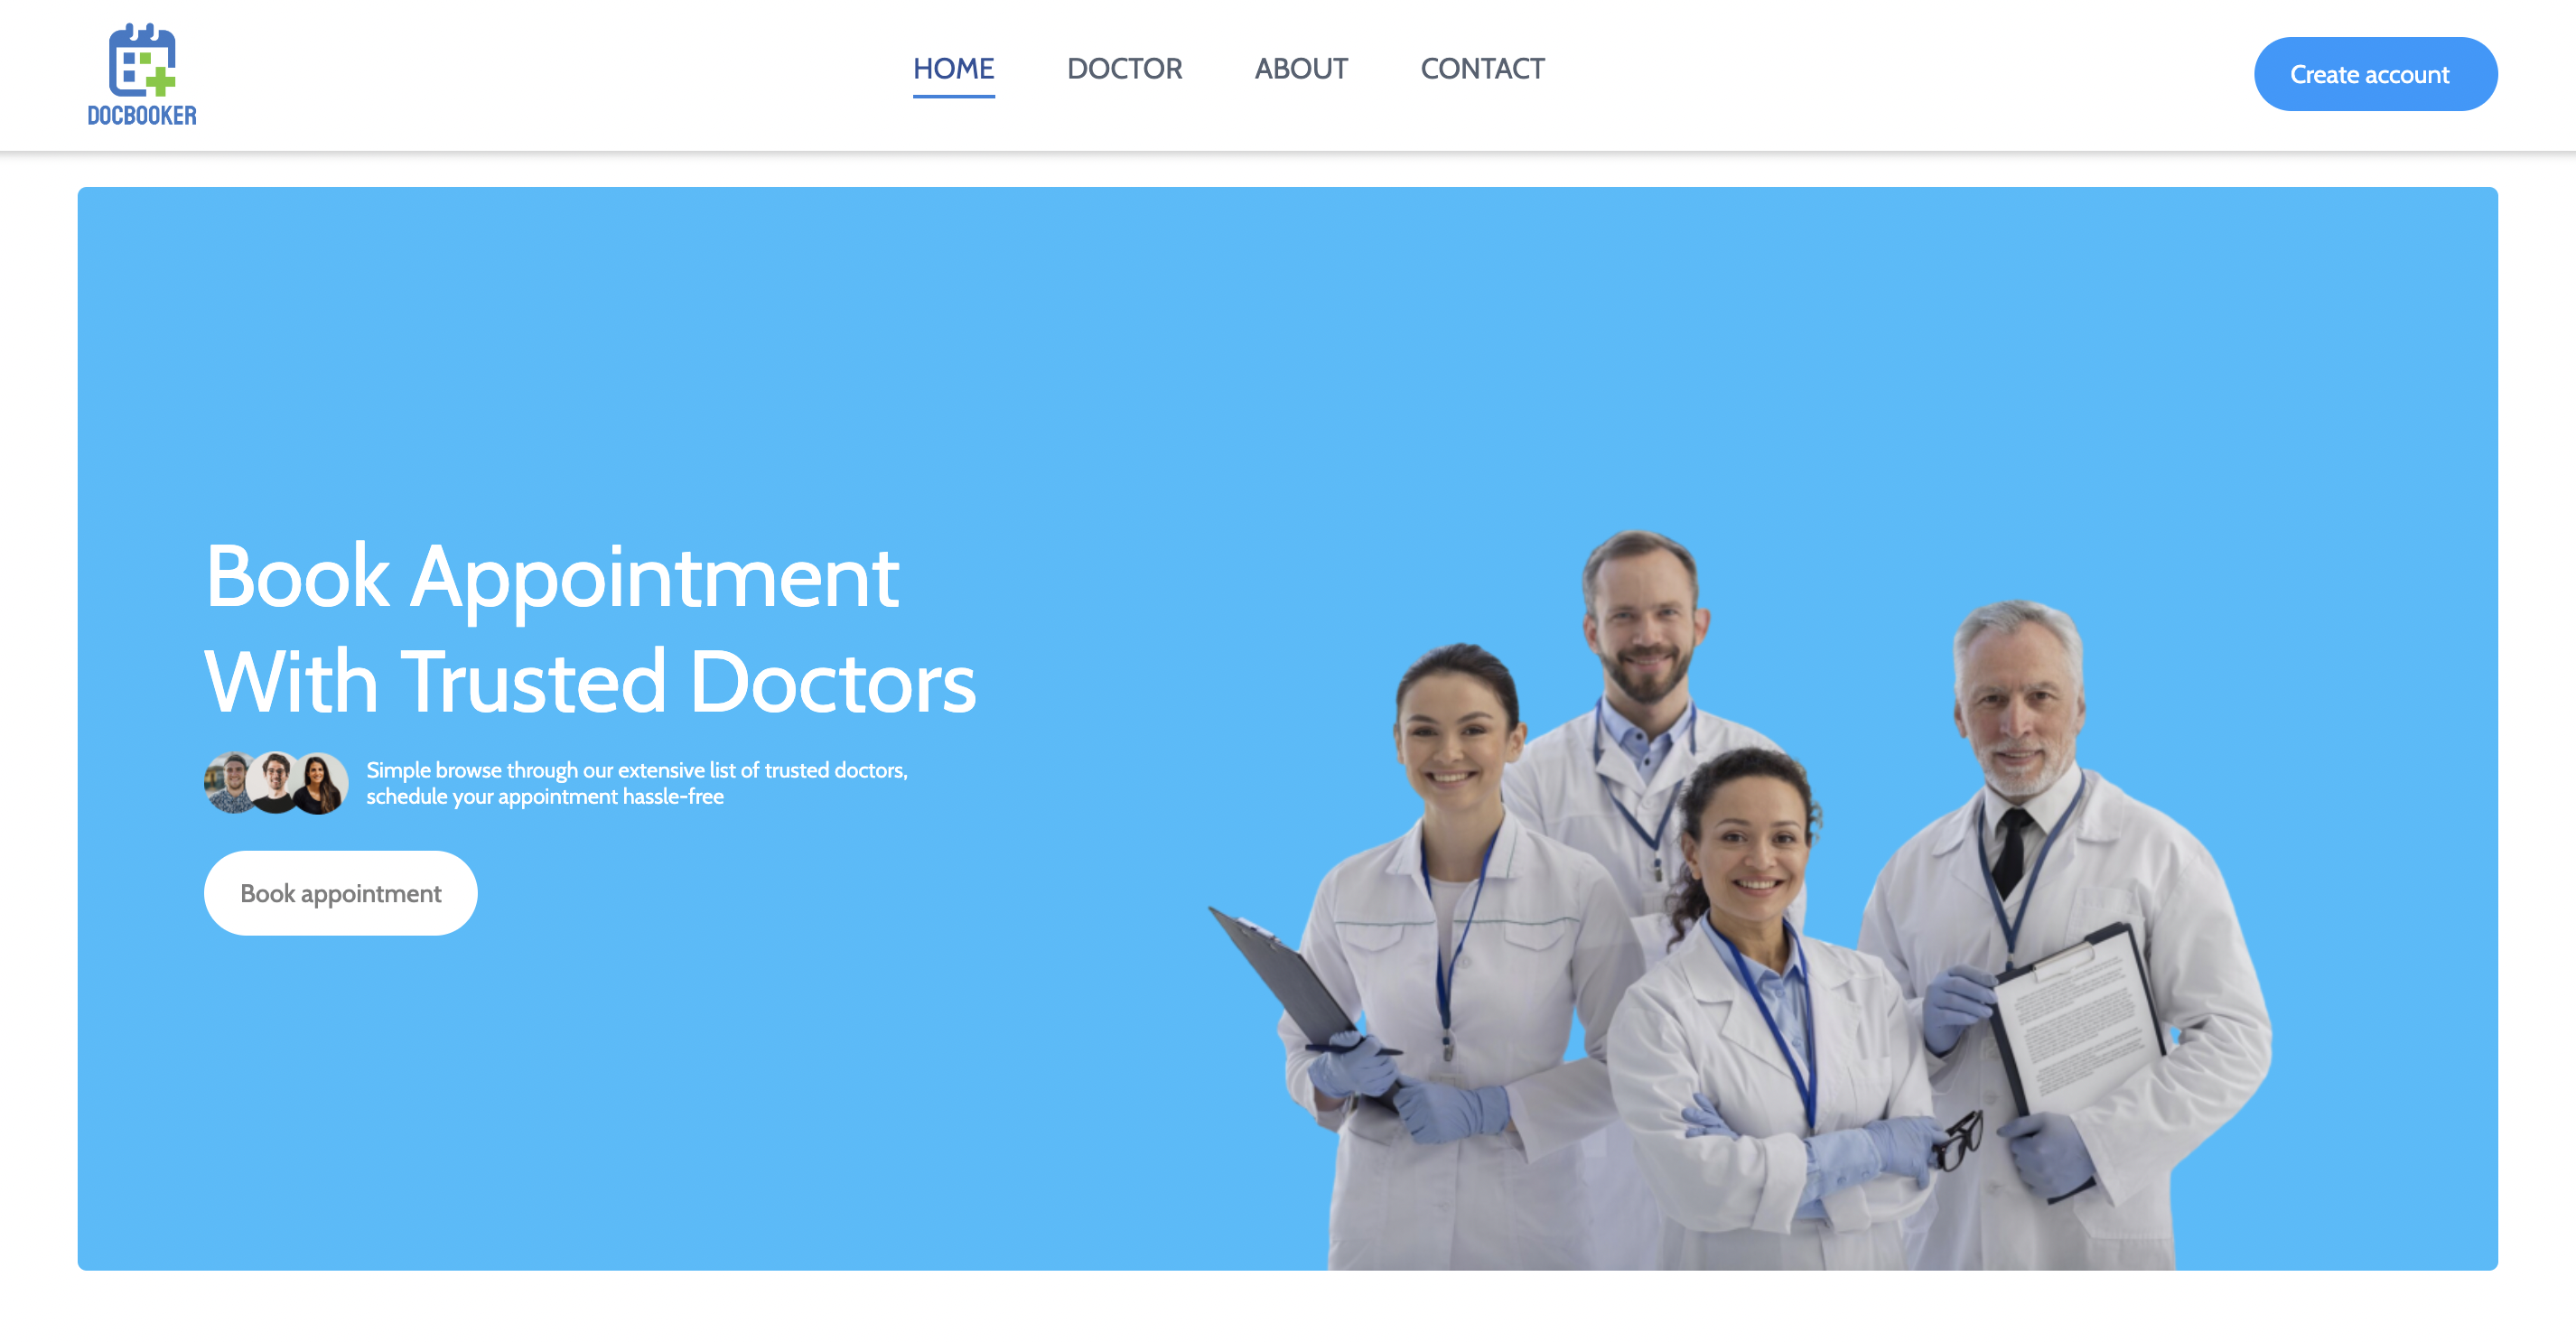 DOCBOOKER
HOME
DOCTOR
ABOUT
CONTACT
Create account
Book Appointment
With Trusted Doctors
Simple browse through our extensive list of trusted doctors,
schedule your appointment hassle-free
Book appointment